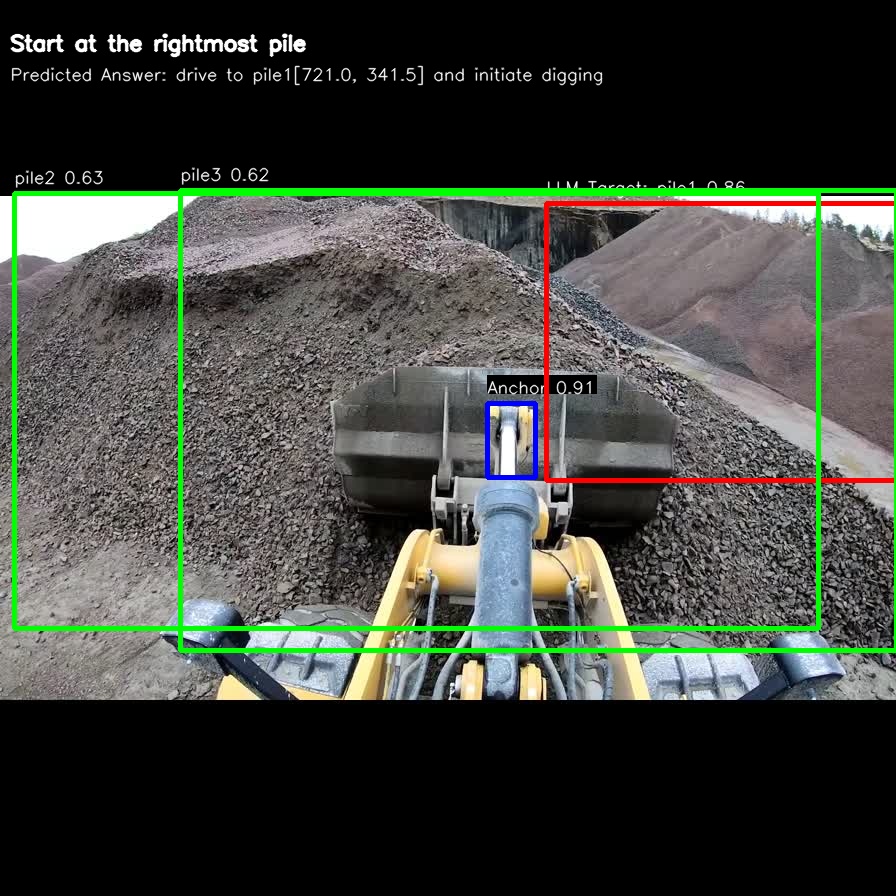 Start at the rightmost pile
Predicted Answer: drive to pile1[721.0, 341.5] and initiate digging
pile2 0.63
pile3 0.62
LLM Target: pile1 0.86
Anchor 0.91